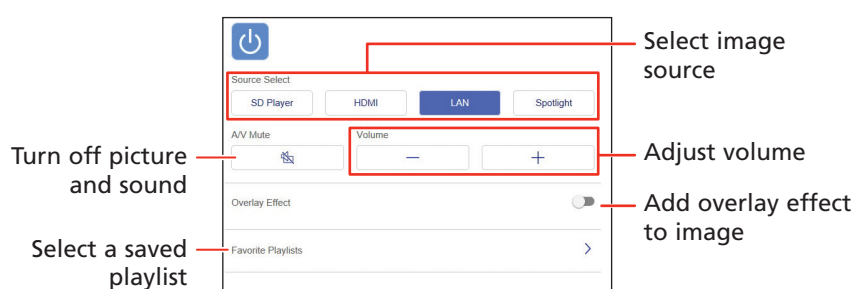 Select image
source
Source Select
SD Player HDMI LAN Spotlight
A/V Mute Volume
Turn off picture
and sound
Adjust volume
Overlay Effect
Add overlay effect
to image
Select a saved
playlist
Favorite Playlists